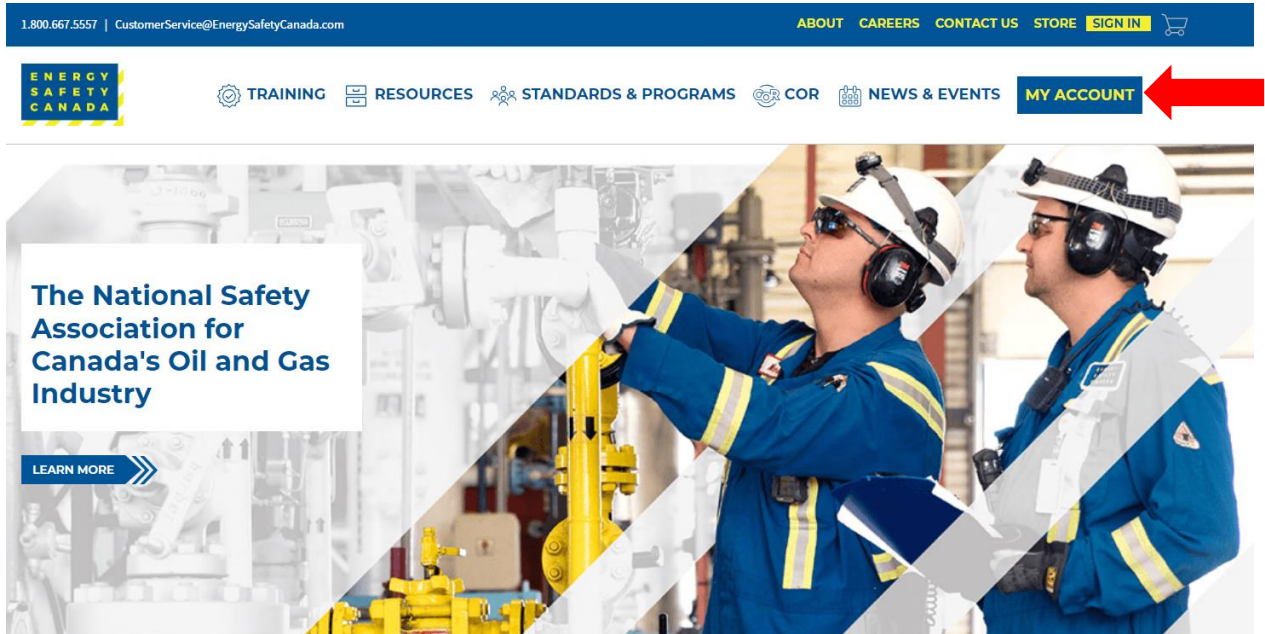 1.800.667.5557 | CustomerService@EnergySafetyCanada.com
ABOUT CAREERS CONTACT US STORE SIGN IN
ENERGY
SAFETY
CANADA
TRAINING RESOURCES STANDARDS & PROGRAMS COR NEWS & EVENTS MY ACCOUNT
The National Safety
Association for
Canada's Oil and Gas
Industry
LEARN MORE